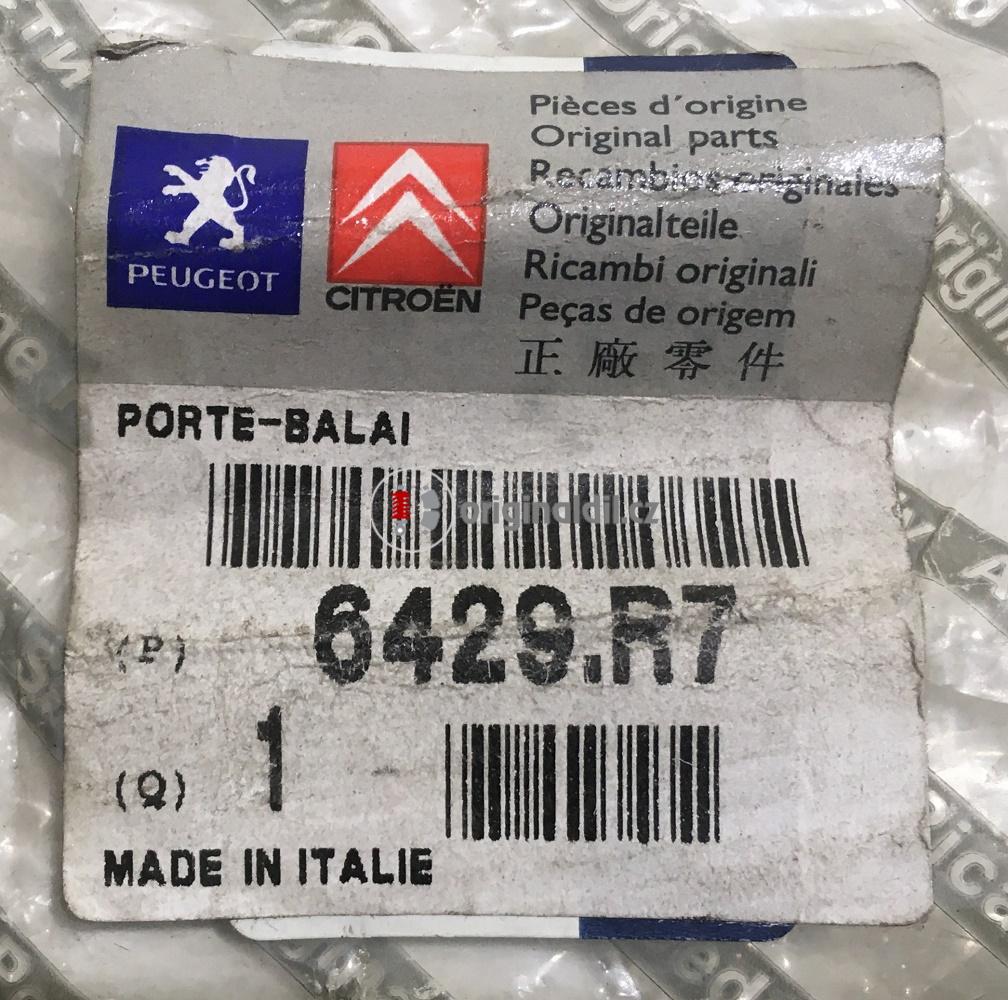 Pièces d'origine
Original parts
Recambios originales
Originalteile
Ricambi originali
Peças de origem
正廠零件
PEUGEOT
CITROËN
PORTE-BALAI
originaldil.cz
(P) 6429.R7
(Q) 1
MADE IN ITALIE